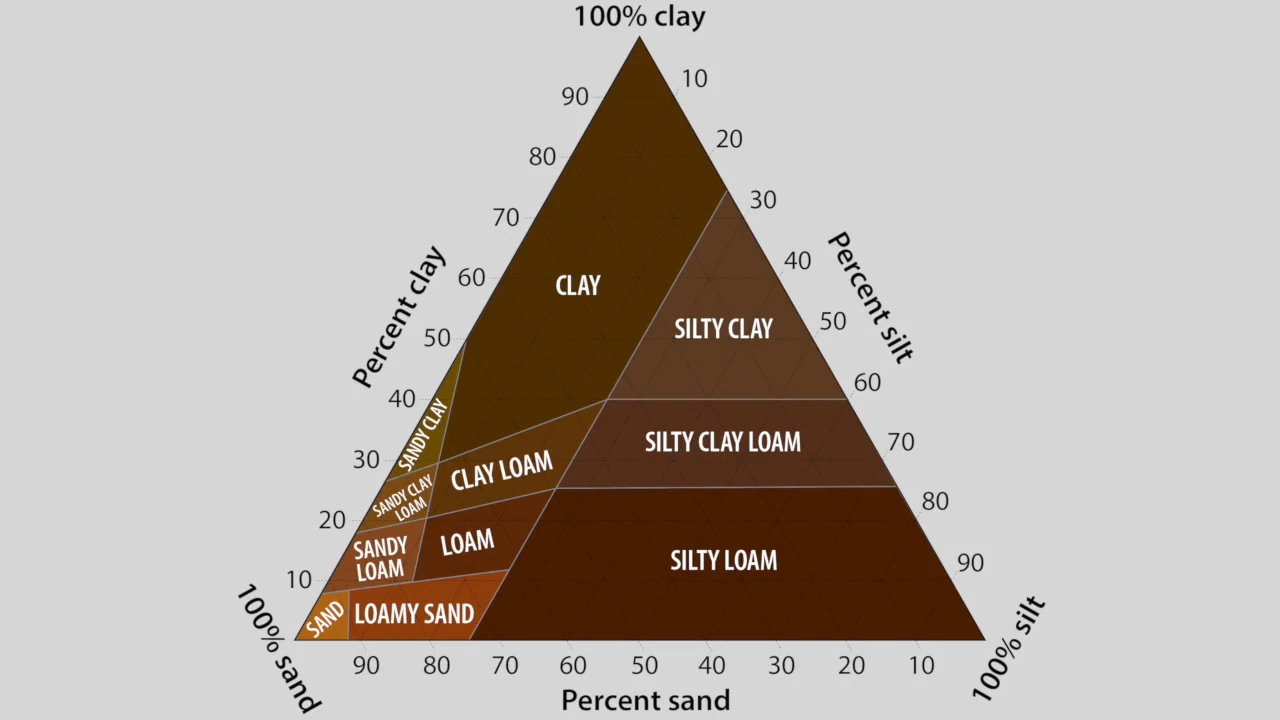 100% clay
90
80
70
60
50
40
30
20
10
Percent clay
10
20
30
40
50
60
70
80
90
Percent silt
CLAY
SILTY CLAY
SANDY CLAY
SILTY CLAY LOAM
CLAY LOAM
SANDY CLAY
LOAM
SANDY
LOAM
LOAM
SILTY LOAM
SAND
LOAMY SAND
100% sand
90
80
70
60
50
40
30
20
10
100% silt
Percent sand